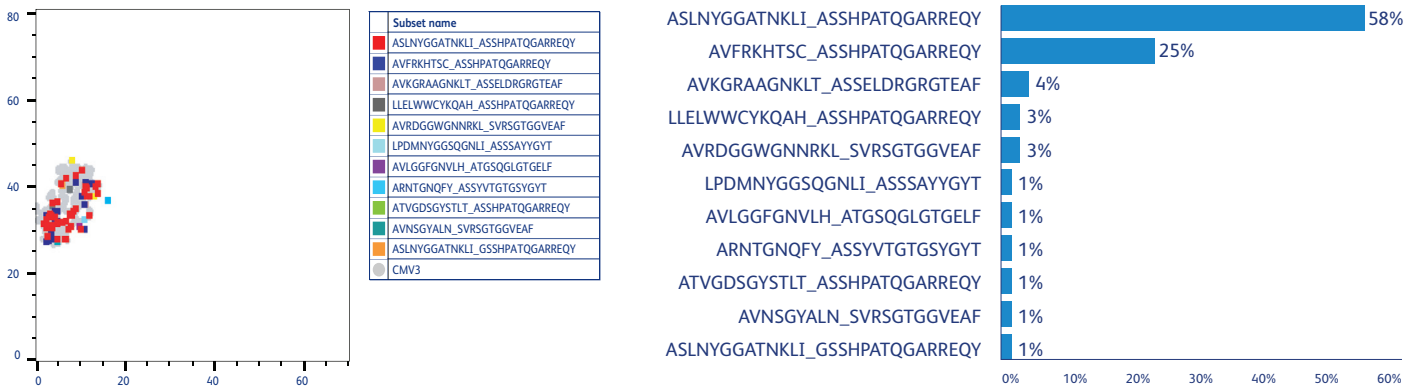 80
60
40
20
0
0
20
40
60
Subset name
ASLNYGGATNKLI_ASSHPATQGARREQY
AVFRKHTSC_ASSHPATQGARREQY
AVKGRAAGNKLT_ASSELDRGRGTEAF
LLELWWCYKQAH_ASSHPATQGARREQY
AVRDGGWGNNRKL_SVRSGTGGVEAF
LPDMNYGGSQGNLI_ASSSAYYGYT
AVLGGFGNVLH_ATGSQGLGTGELF
ARNTGNQFY_ASSYVTGTGSYGYT
ATVGDSGYSTLT_ASSHPATQGARREQY
AVNSGYALN_SVRSGTGGVEAF
ASLNYGGATNKLI_GSSHPATQGARREQY
CMV3
ASLNYGGATNKLI_ASSHPATQGARREQY 58%
AVFRKHTSC_ASSHPATQGARREQY 25%
AVKGRAAGNKLT_ASSELDRGRGTEAF 4%
LLELWWCYKQAH_ASSHPATQGARREQY 3%
AVRDGGWGNNRKL_SVRSGTGGVEAF 3%
LPDMNYGGSQGNLI_ASSSAYYGYT 1%
AVLGGFGNVLH_ATGSQGLGTGELF 1%
ARNTGNQFY_ASSYVTGTGSYGYT 1%
ATVGDSGYSTLT_ASSHPATQGARREQY 1%
AVNSGYALN_SVRSGTGGVEAF 1%
ASLNYGGATNKLI_GSSHPATQGARREQY 1%
0% 10% 20% 30% 40% 50% 60%